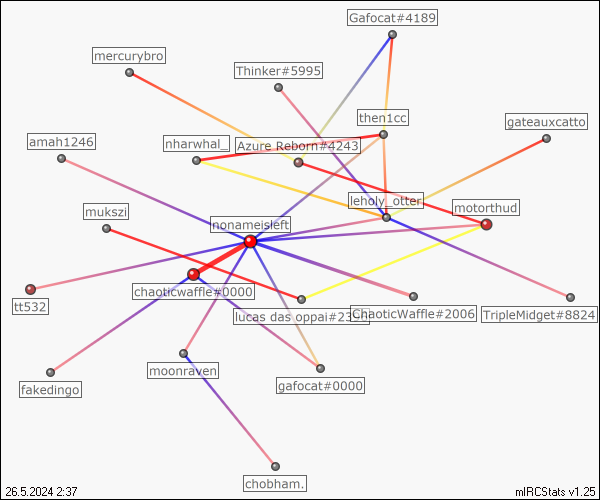 Gafocat#4189
mercurybro
Thinker#5995
then1cc
gateauxcatto
amah1246
nharwhal_
Azure Reborn#4243
leholy_otter
mukszi
nonameisleft
motorthud
tt532
chaoticwaffle#0000
lucas das oppai#23
ChaoticWaffle#2006
TripleMidget#8824
moonraven
fakedingo
gafocat#0000
chobham.
26.5.2024 2:37
mIRCStats v1.25